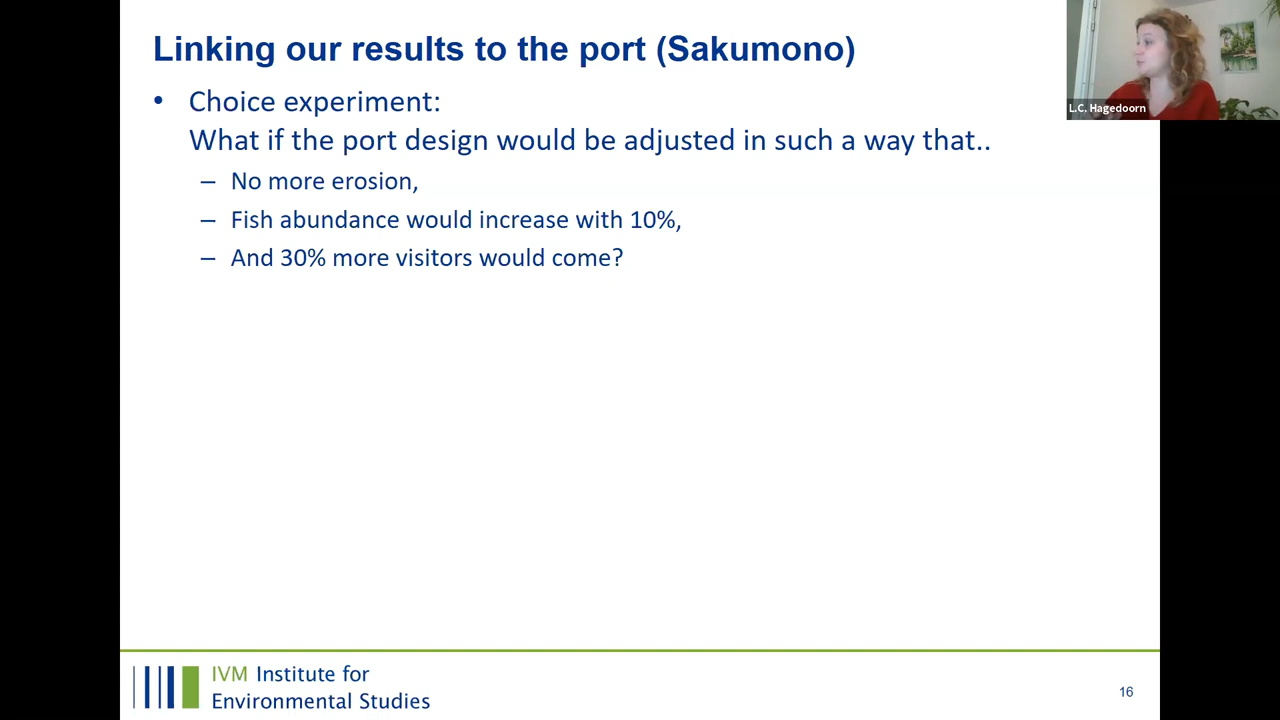 Linking our results to the port (Sakumono)
L.C. Hagedoorn
• Choice experiment:
What if the port design would be adjusted in such a way that..
– No more erosion,
– Fish abundance would increase with 10%,
– And 30% more visitors would come?
IVM Institute for
Environmental Studies
16